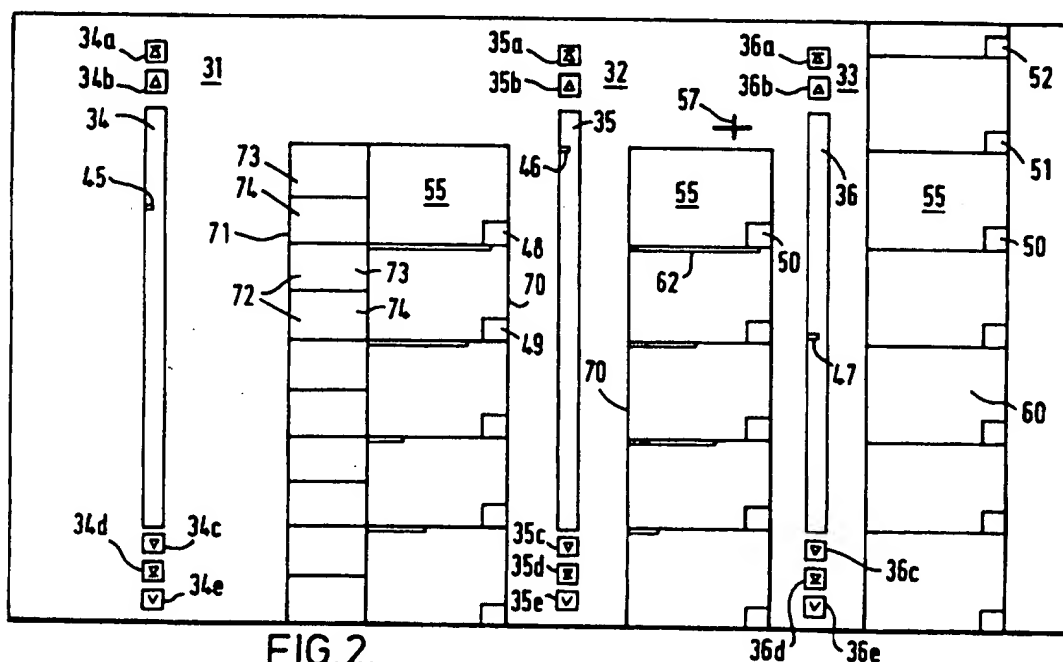 34a 31 35a 32 36a 33 52
34b 35b 36b
34 35 57 36 51
45 73 46
74 55 55 55
71 48 50 50
73 62
72 70
74 49 47
70 60
34d 34c 35c 36c
35d
34e 35e
36d 36e
FIG.2.